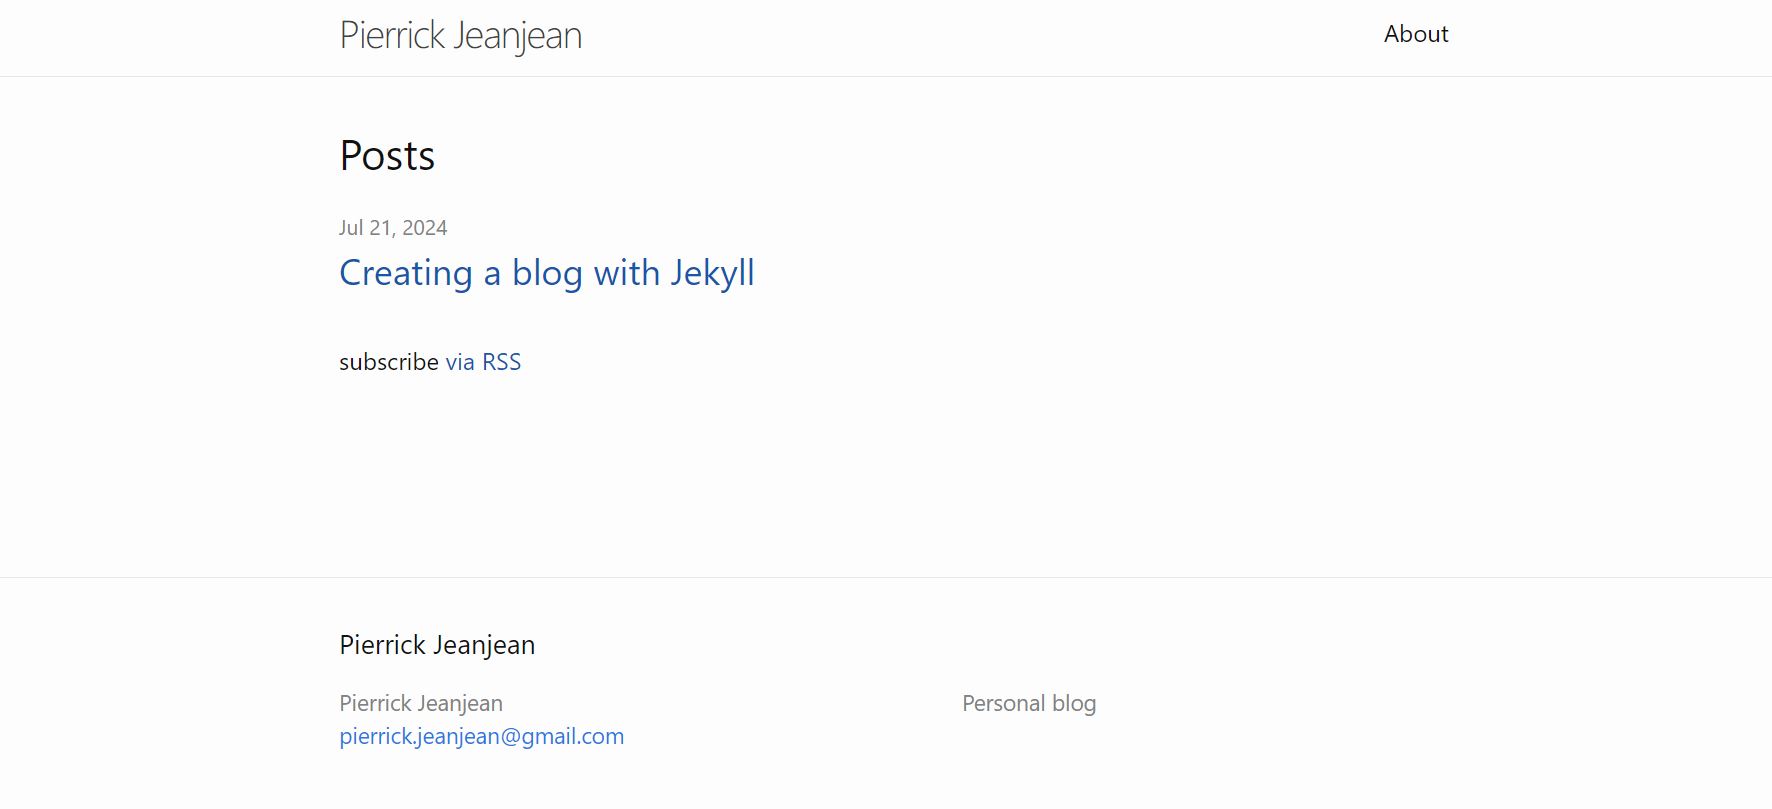 Pierrick Jeanjean
About
Posts
Jul 21, 2024
Creating a blog with Jekyll
subscribe via RSS
Pierrick Jeanjean
Pierrick Jeanjean
pierrick.jeanjean@gmail.com
Personal blog